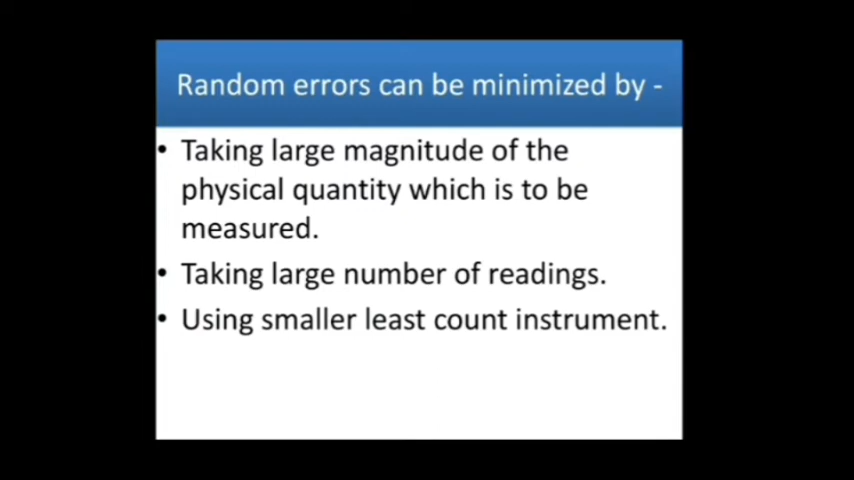 Random errors can be minimized by -
• Taking large magnitude of the
physical quantity which is to be
measured.
• Taking large number of readings.
• Using smaller least count instrument.